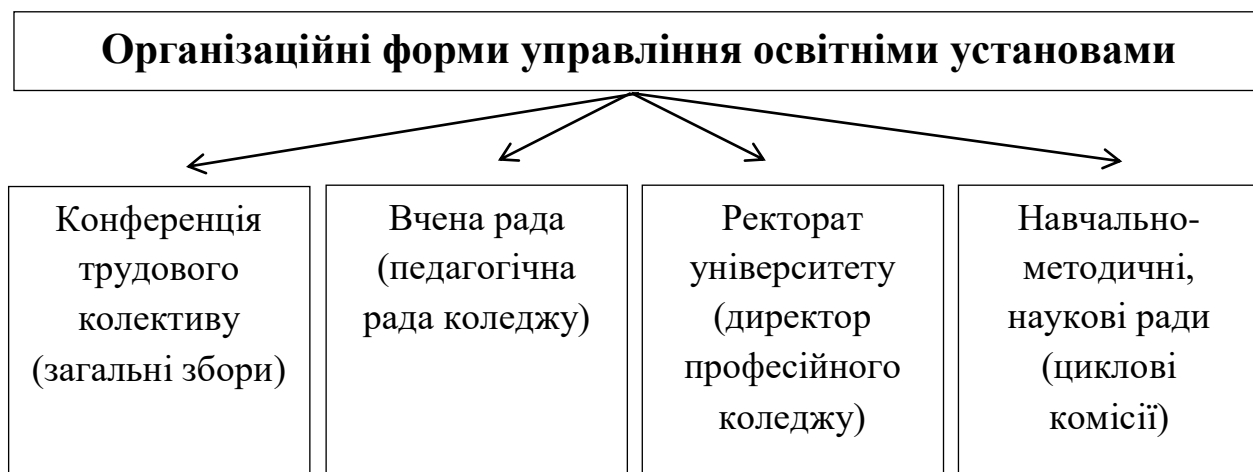 Організаційні форми управління освітніми установами
Конференція
трудового
колективу
(загальні збори)
Вчена рада
(педагогічна
рада коледжу)
Ректорат
університету
(директор
професійного
коледжу)
Навчально-
методичні,
наукові ради
(циклові
комісії)